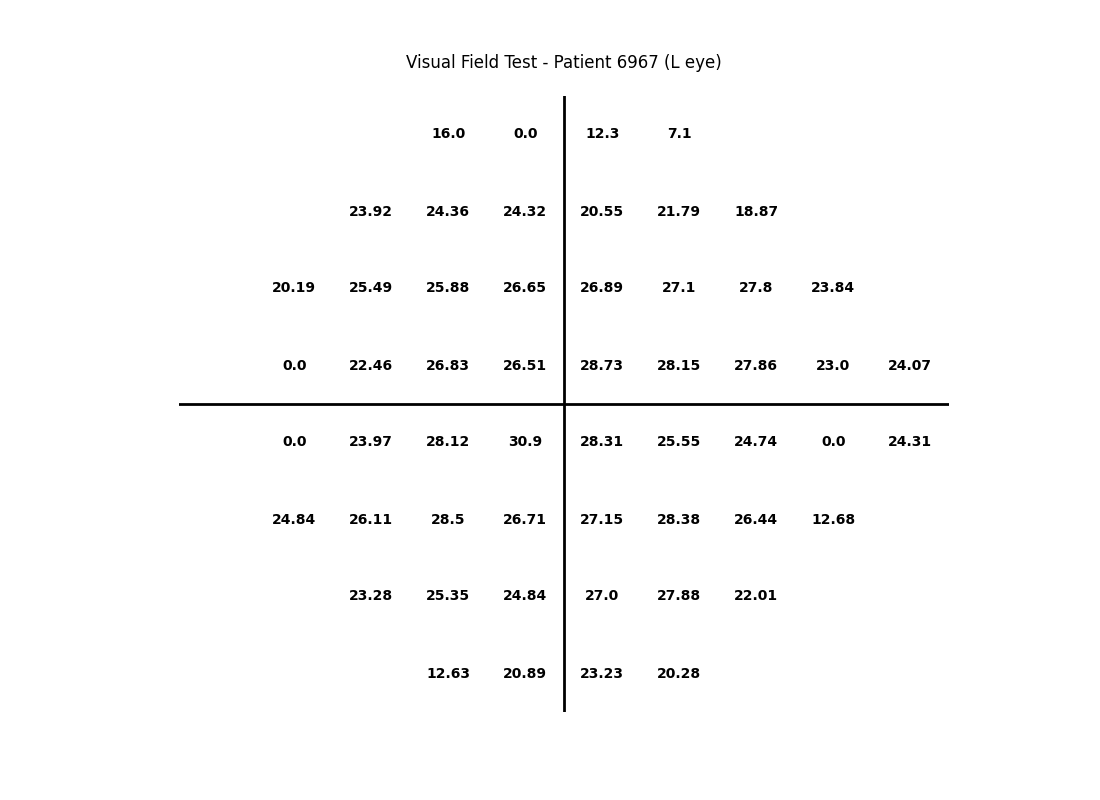 Visual Field Test - Patient 6967 (L eye)
16.0 0.0 12.3 7.1
23.92 24.36 24.32 20.55 21.79 18.87
20.19 25.49 25.88 26.65 26.89 27.1 27.8 23.84
0.0 22.46 26.83 26.51 28.73 28.15 27.86 23.0 24.07
0.0 23.97 28.12 30.9 28.31 25.55 24.74 0.0 24.31
24.84 26.11 28.5 26.71 27.15 28.38 26.44 12.68
23.28 25.35 24.84 27.0 27.88 22.01
12.63 20.89 23.23 20.28